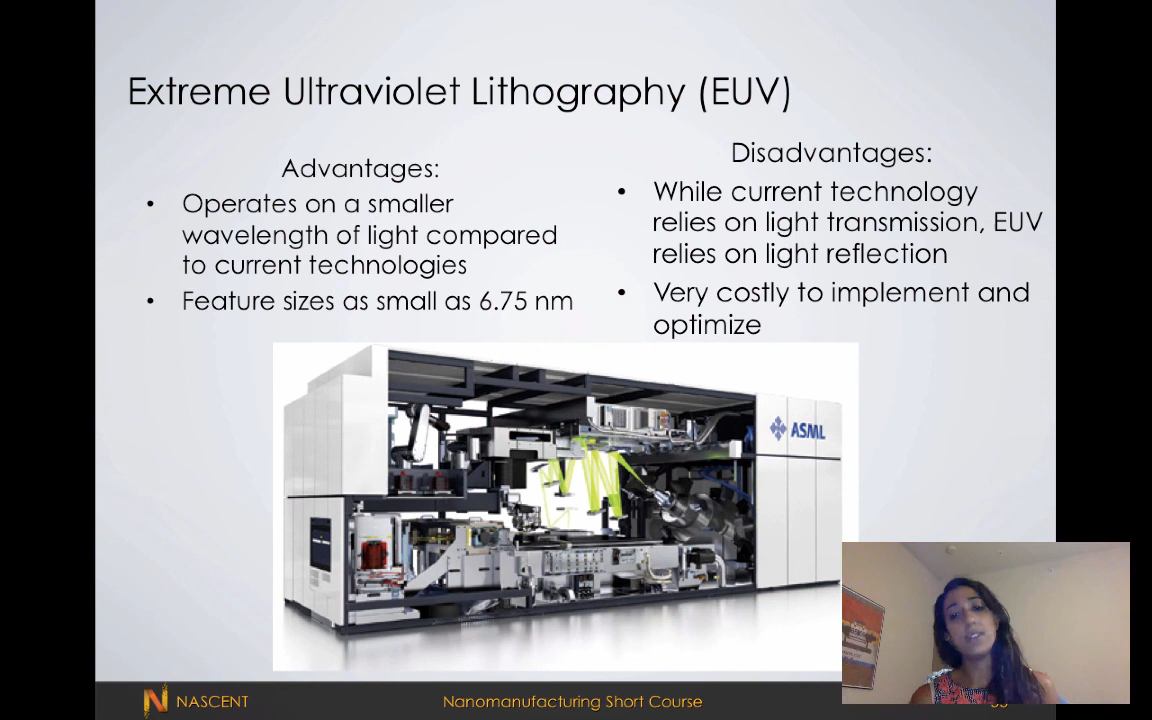 Extreme Ultraviolet Lithography (EUV)
Advantages:
• Operates on a smaller
wavelength of light compared
to current technologies
• Feature sizes as small as 6.75 nm
Disadvantages:
• While current technology
relies on light transmission, EUV
relies on light reflection
• Very costly to implement and
optimize
ASML
NASCENT
Nanomanufacturing Short Course